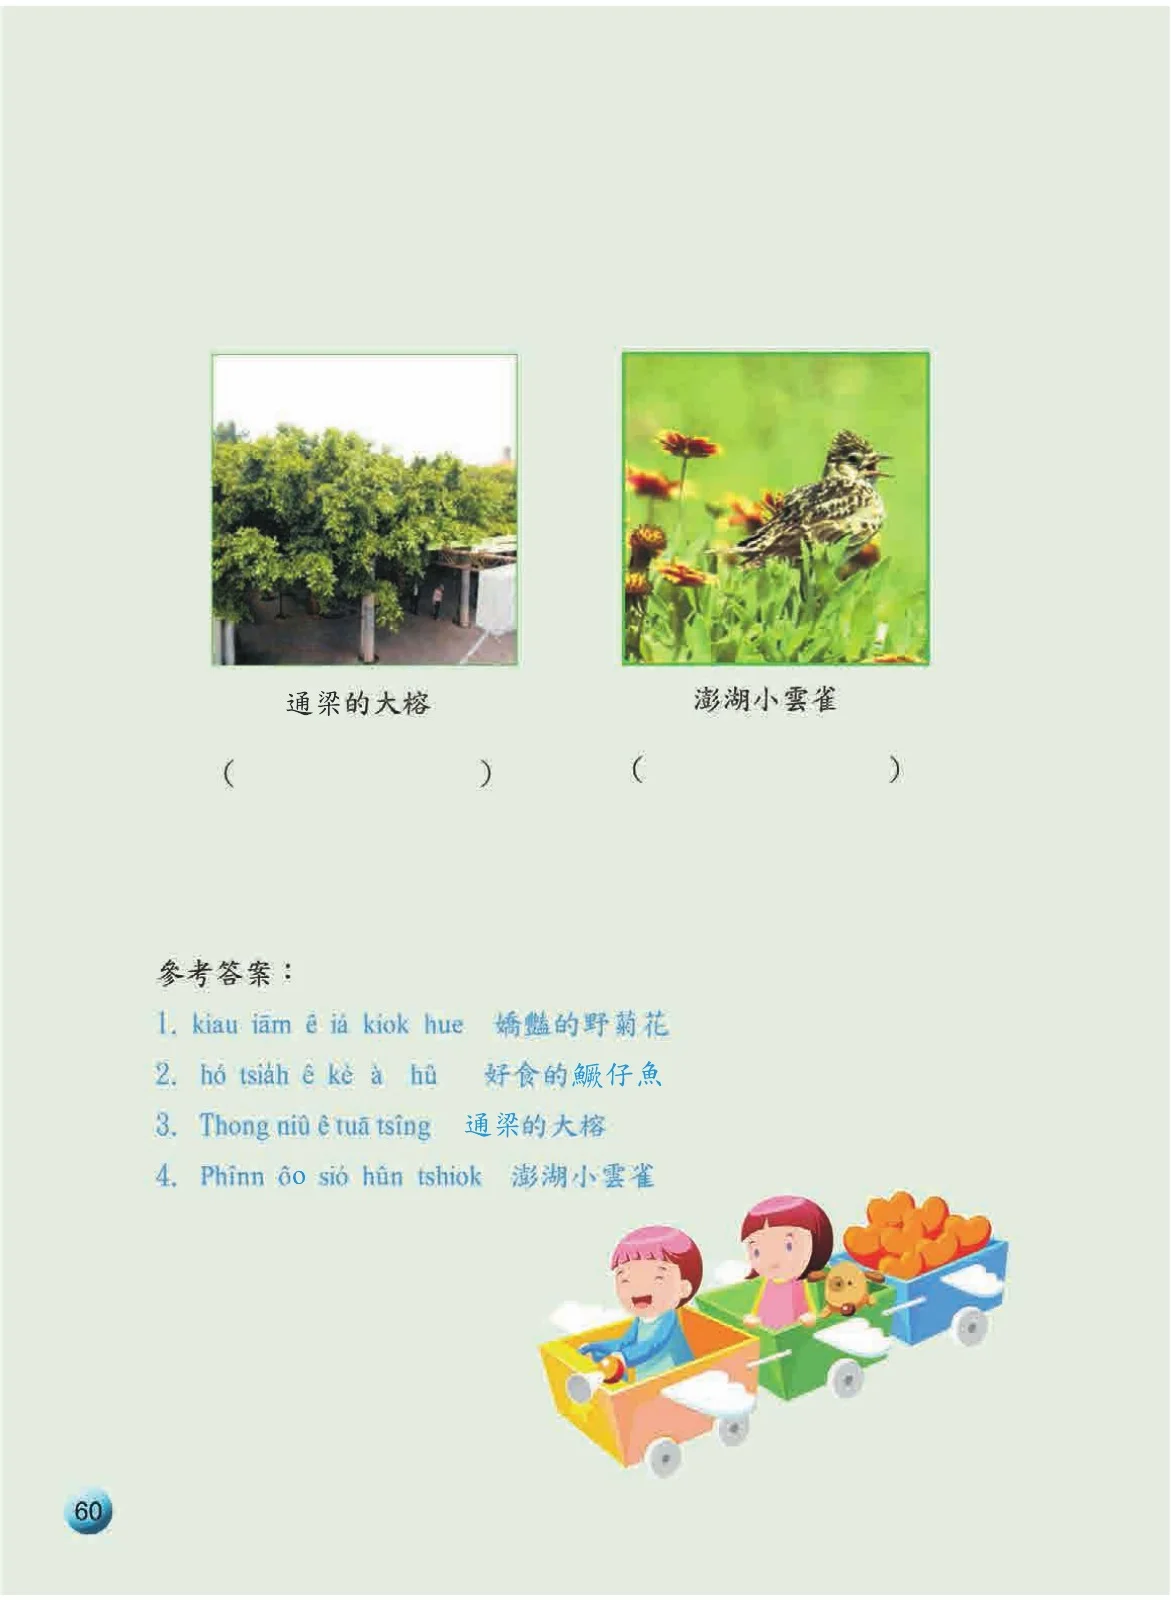 通梁的大榕
澎湖小雲雀
(　　　　)
(　　　　)
參考答案：
1. kiau iām ê iá kiok hue 嬌豔的野菊花
2. hó tsia̍h ê kè à hû 好食的鱖仔魚
3. Thong niû ê tuā tsîng 通梁的大榕
4. Phînn ôo sió hûn tshiok 澎湖小雲雀
60